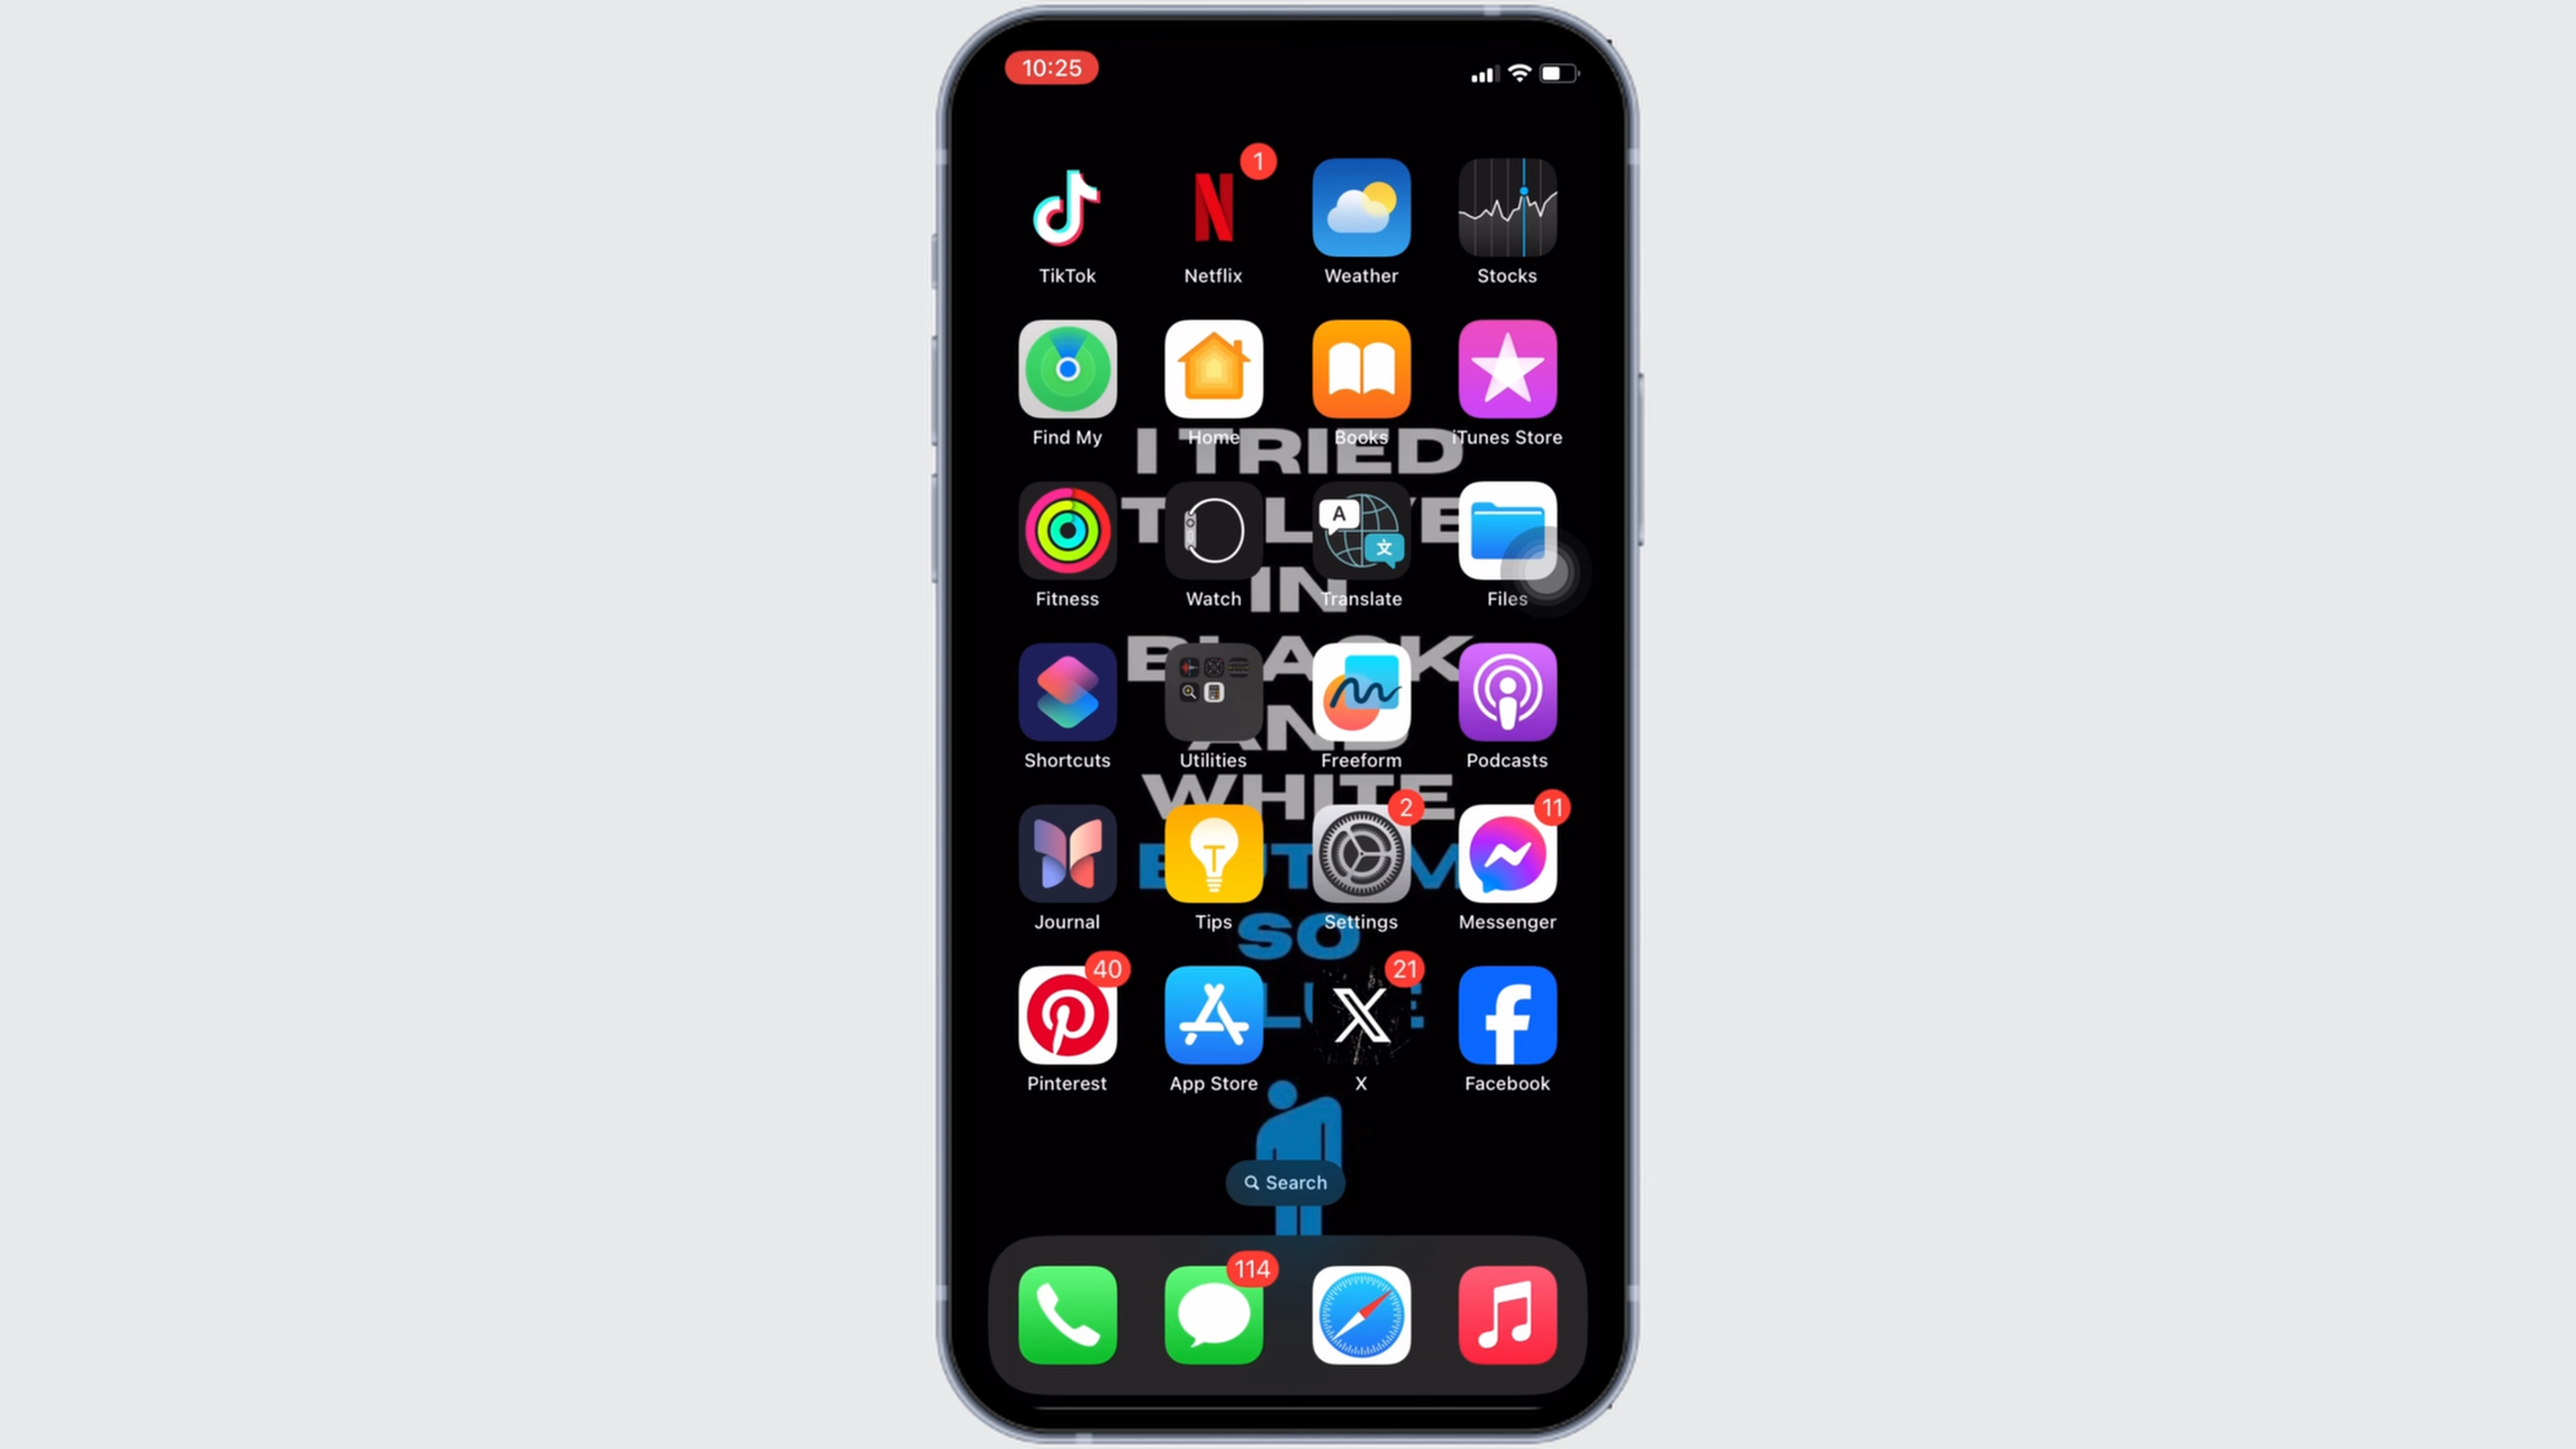 10:25
1
TikTok Netflix Weather Stocks
Find My Home Books iTunes Store
I TRIED
Fitness Watch Translate Files
IN
Shortcuts Utilities Freeform Podcasts
AND
WHITE
2 11
Journal Tips Settings Messenger
SO
40 21
Pinterest App Store X Facebook
Search
114